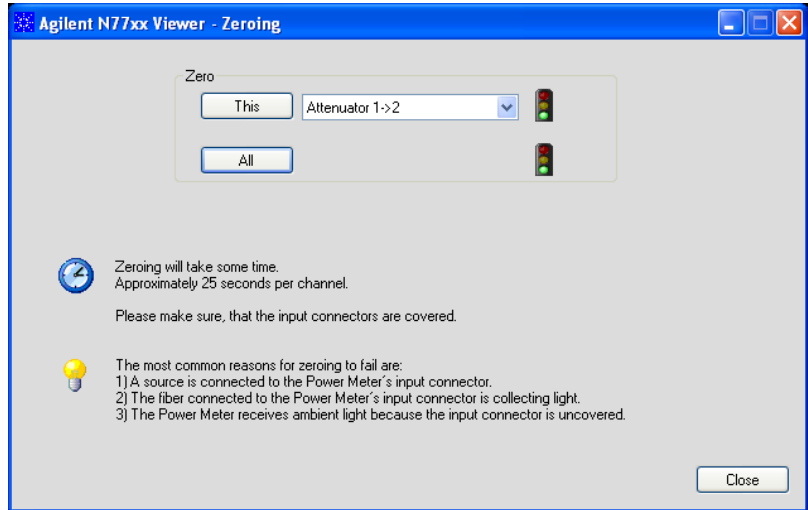 Agilent N77xx Viewer - Zeroing
Zero
This
Attenuator 1->2
All
Zeroing will take some time.
Approximately 25 seconds per channel.
Please make sure, that the input connectors are covered.
The most common reasons for zeroing to fail are:
1) A source is connected to the Power Meter´s input connector.
2) The fiber connected to the Power Meter´s input connector is collecting light.
3) The Power Meter receives ambient light because the input connector is uncovered.
Close